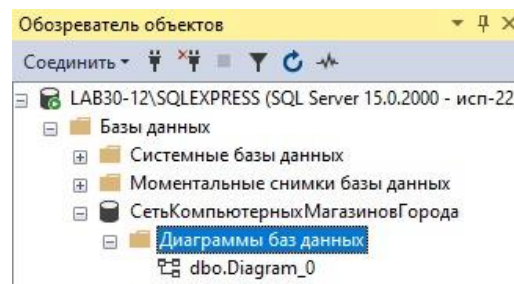 Обозреватель объектов
Соединить
LAB30-12\SQLEXPRESS (SQL Server 15.0.2000 - исп-22
Базы данных
Системные базы данных
Моментальные снимки базы данных
СетьКомпьютерныхМагазиновГорода
Диаграммы баз данных
dbo.Diagram_0